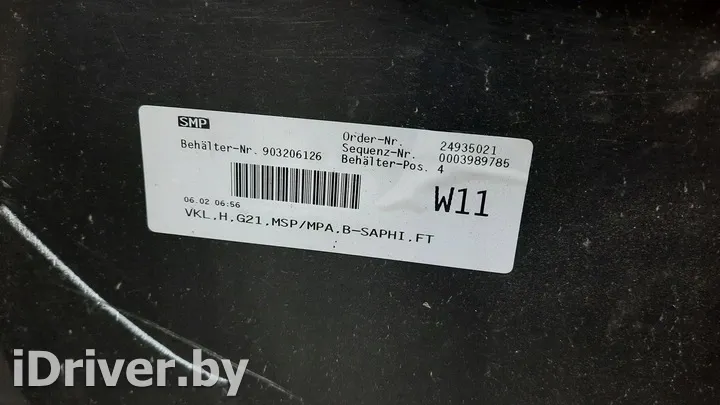 SMP
Order-Nr. 24935021
Behälter-Nr. 903206126 Sequenz-Nr. 0003989785
Behälter-Pos. 4
W11
06.02 06:56
VKL.H.G21.MSP/MPA.B-SAPHI.FT
iDriver.by